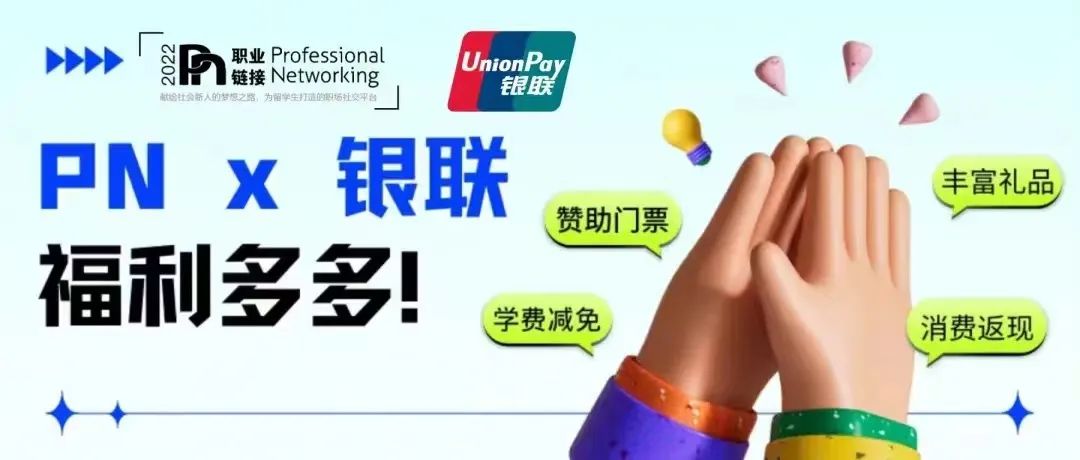 2022
Pn
职业
链接
Professional
Networking
献给社会新人的梦想之路，为留学生打造的职场社交平台
UnionPay
银联
PN x 银联
福利多多!
赞助门票
丰富礼品
学费减免
消费返现